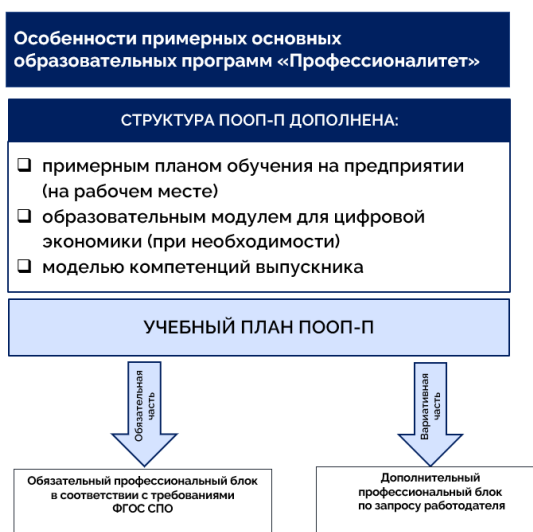 Особенности примерных основных
образовательных программ «Профессионалитет»
СТРУКТУРА ПООП-П ДОПОЛНЕНА:
примерным планом обучения на предприятии
(на рабочем месте)
образовательным модулем для цифровой
экономики (при необходимости)
моделью компетенций выпускника
УЧЕБНЫЙ ПЛАН ПООП-П
Обязательная
часть
Вариативная
часть
Обязательный профессиональный блок
в соответствии с требованиями
ФГОС СПО
Дополнительный
профессиональный блок
по запросу работодателя